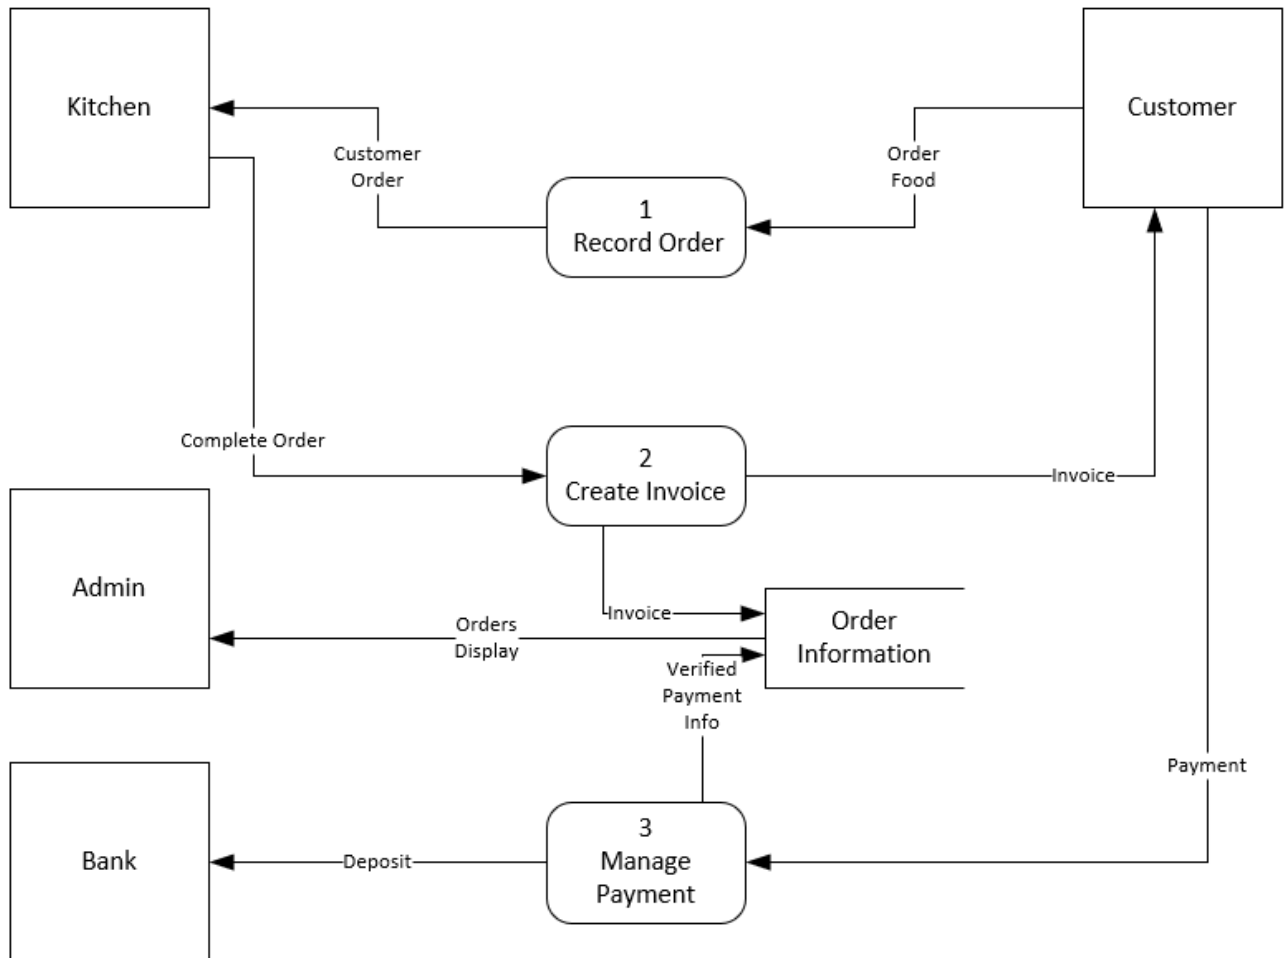 Kitchen
Customer
Customer
Order
Order
Food
1
Record Order
Complete Order
2
Create Invoice
Invoice
Admin
Invoice
Orders
Display
Order
Information
Verified
Payment
Info
Payment
Bank
Deposit
3
Manage
Payment